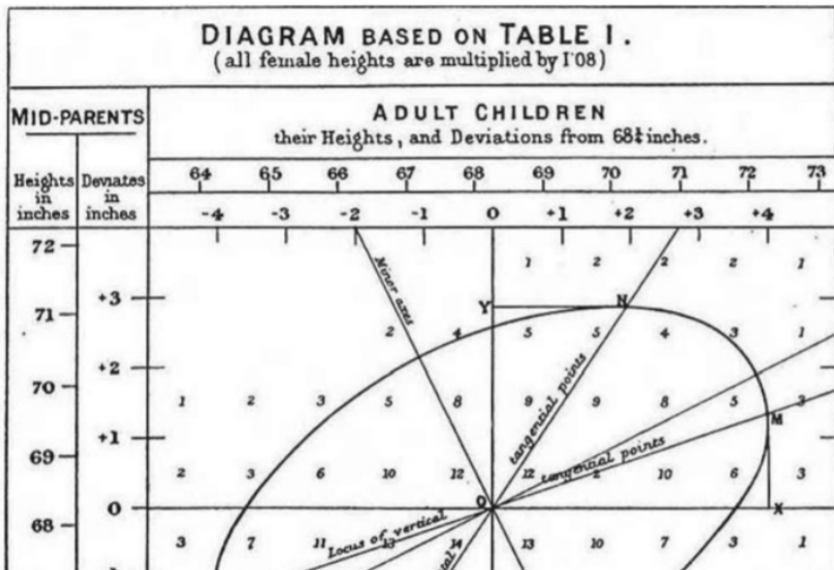 DIAGRAM BASED ON TABLE I.
(all female heights are multiplied by 1'08)
MID-PARENTS
ADULT CHILDREN
their Heights, and Deviations from 68¼ inches.
Heights in inches
Deviates in inches
64 65 66 67 68 69 70 71 72 73
-4 -3 -2 -1 0 +1 +2 +3 +4
72
1 2 2 2 1
Minor axes
+3
Y N
71
2 4 5 5 4 3 1
+2
tangential points
70
1 2 3 5 8 9 9 8 5 3
M
+1
tangential points
69
2 3 6 10 12 12 2 10 6 3
0
O X
68
Locus of vertical
3 7 11 13 14 13 10 7 3 1